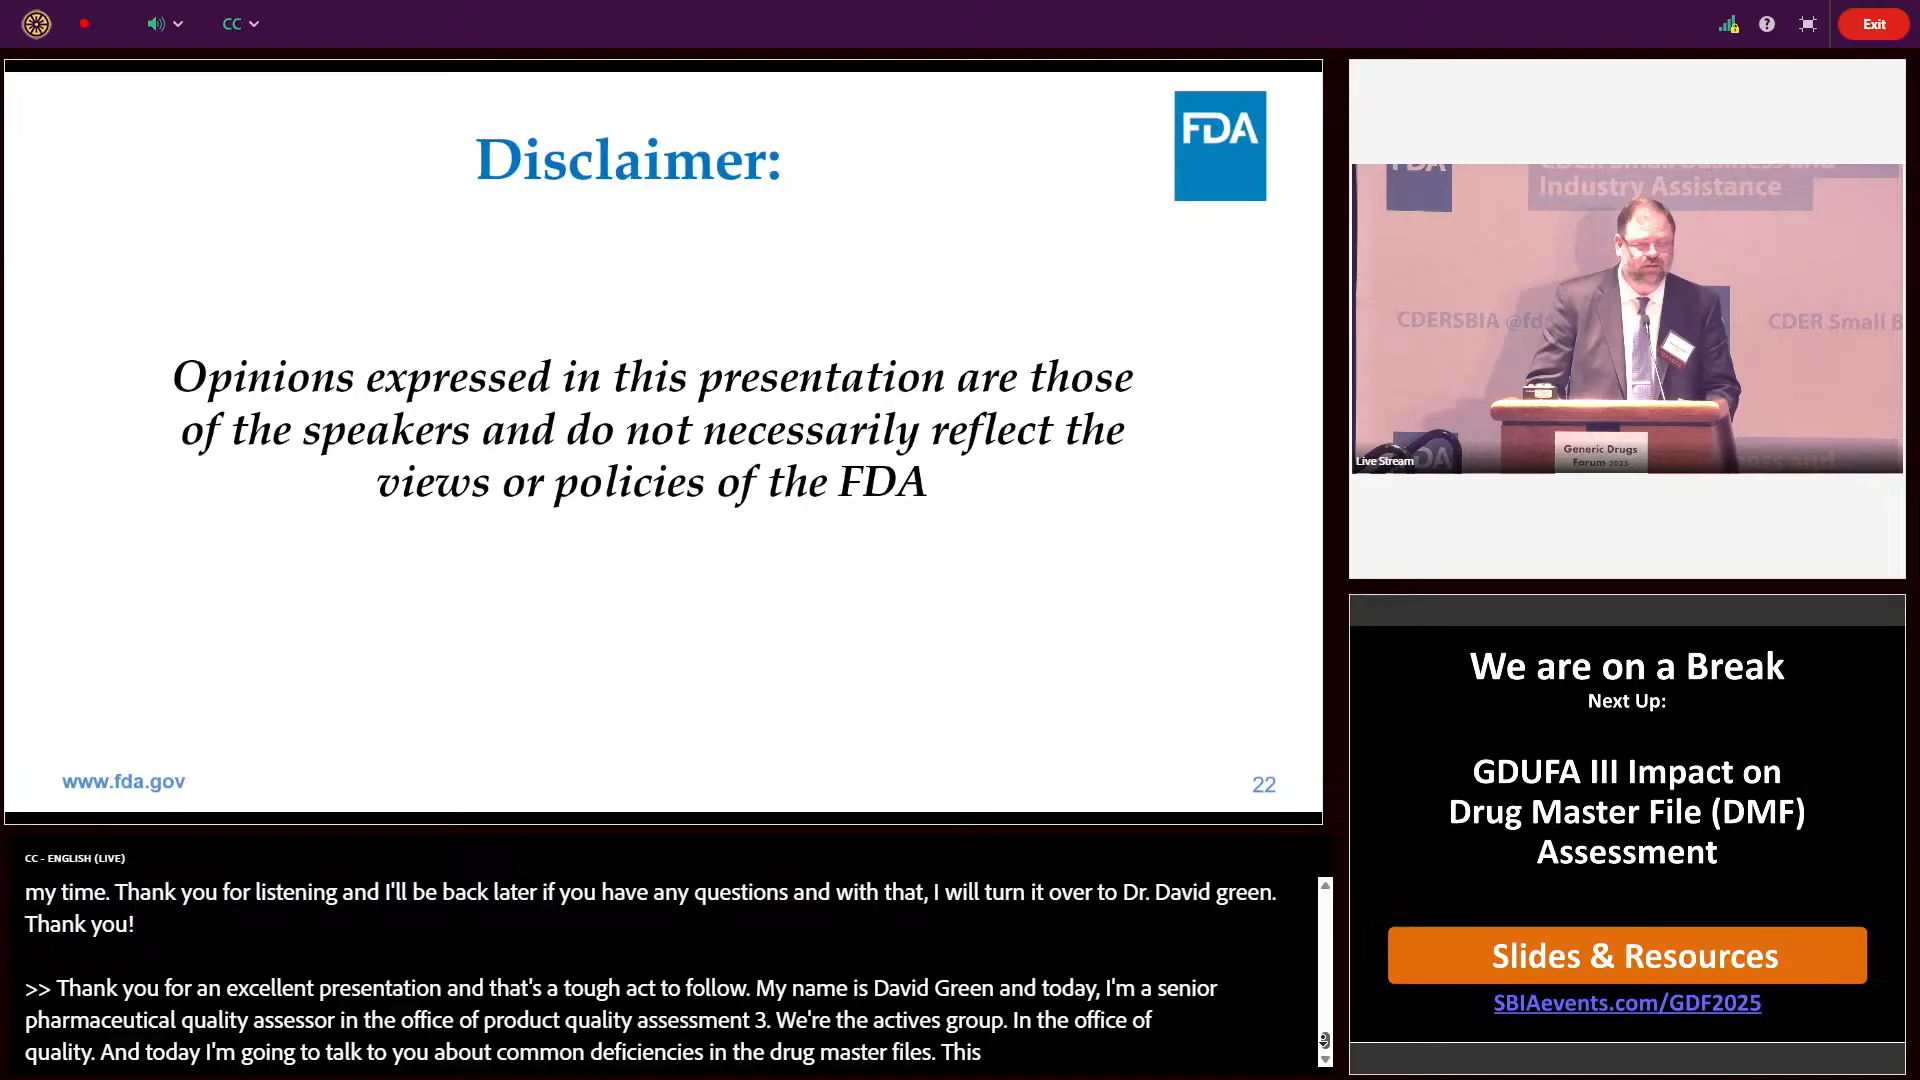 CC
Exit
Disclaimer:
FDA
Opinions expressed in this presentation are those
of the speakers and do not necessarily reflect the
views or policies of the FDA
www.fda.gov
22
CC - ENGLISH (LIVE)
my time. Thank you for listening and I'll be back later if you have any questions and with that, I will turn it over to Dr. David green.
Thank you!
>> Thank you for an excellent presentation and that's a tough act to follow. My name is David Green and today, I'm a senior
pharmaceutical quality assessor in the office of product quality assessment 3. We're the actives group. In the office of
quality. And today I'm going to talk to you about common deficiencies in the drug master files. This
FDA
CDER Small Business and
Industry Assistance
CDERSBIA @fda
CDER Small B
Generic Drugs
Forum 2025
Live Stream
DA
We are on a Break
Next Up:
GDUFA III Impact on
Drug Master File (DMF)
Assessment
Slides & Resources
SBIAevents.com/GDF2025